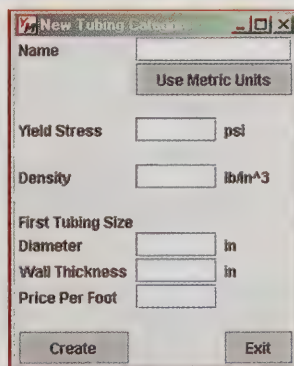 New Tubing Category
Name
Use Metric Units
Yield Stress psi
Density lb/in^3
First Tubing Size
Diameter in
Wall Thickness in
Price Per Foot
Create Exit